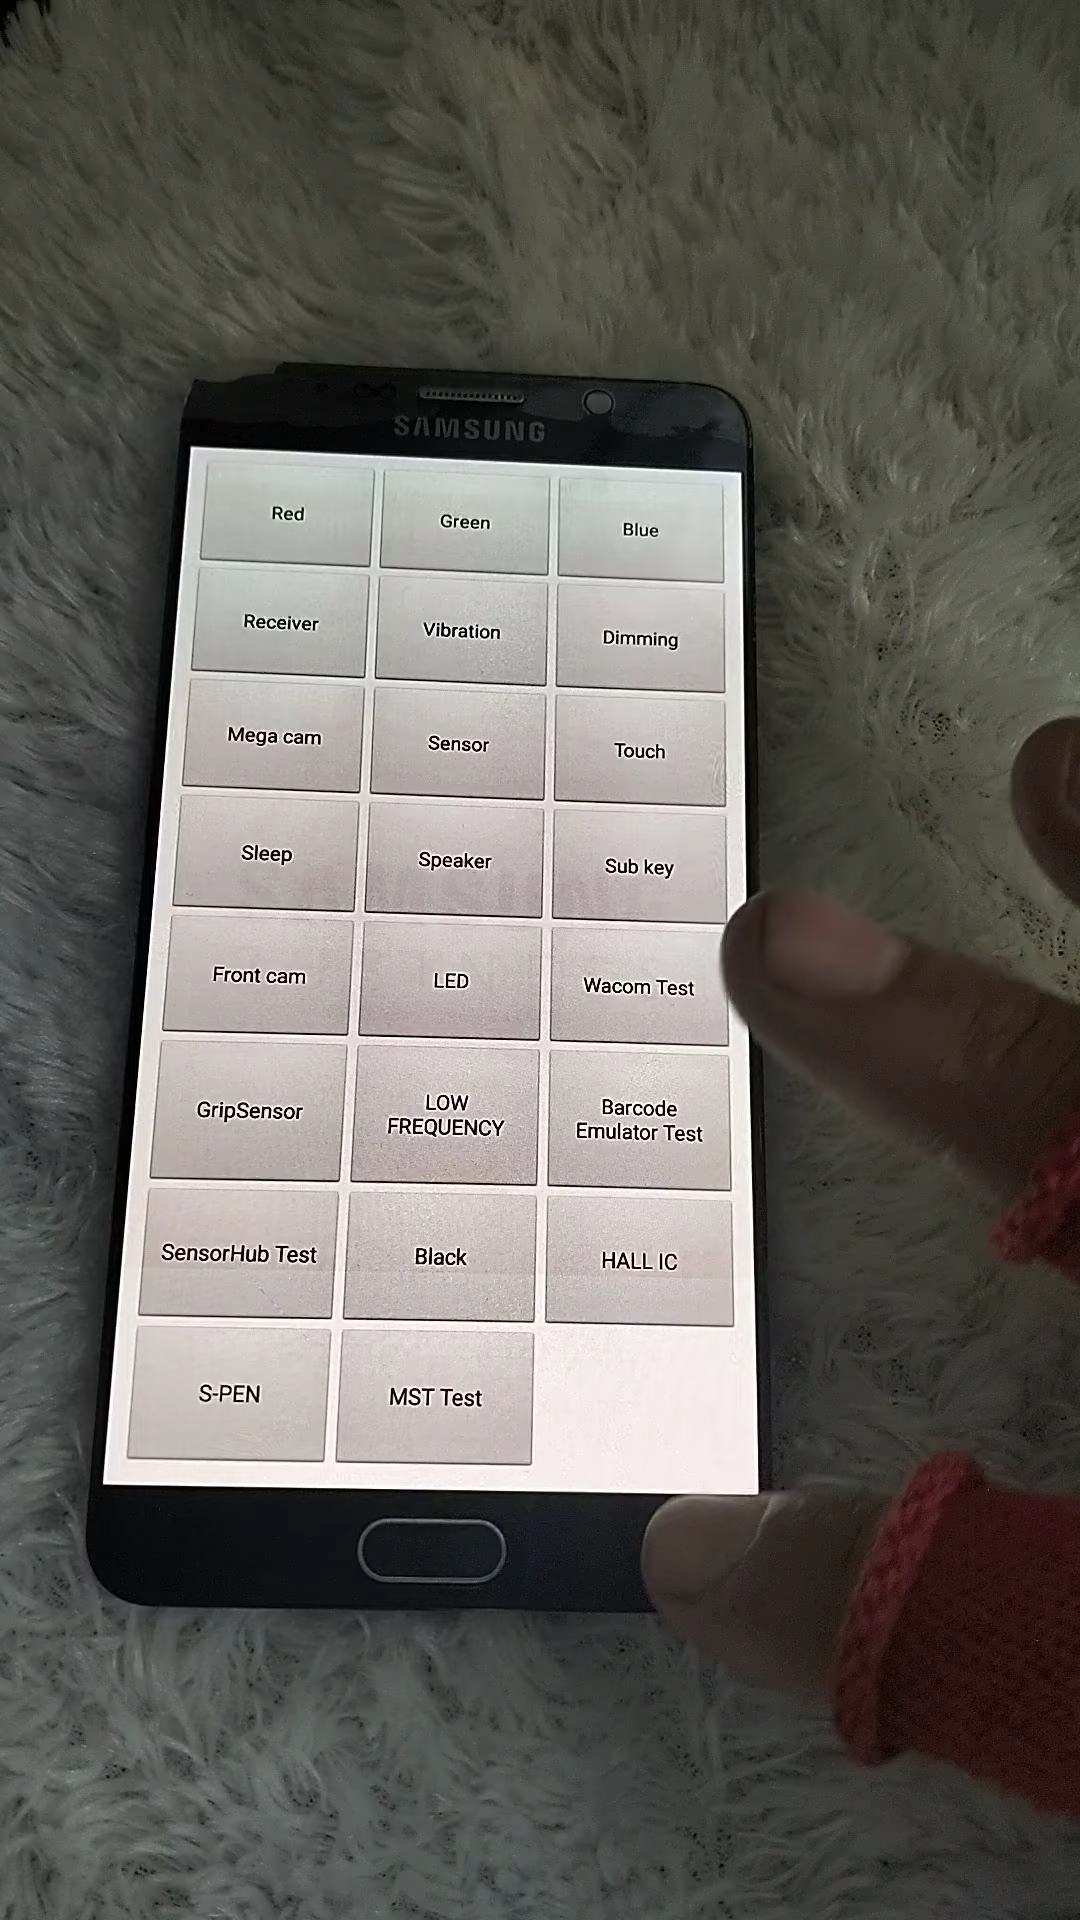 SAMSUNG
Red
Green
Blue
Receiver
Vibration
Dimming
Mega cam
Sensor
Touch
Sleep
Speaker
Sub key
Front cam
LED
Wacom Test
GripSensor
LOW
FREQUENCY
Barcode
Emulator Test
SensorHub Test
Black
HALL IC
S-PEN
MST Test